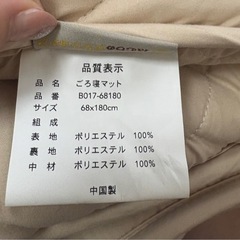 品質表示
品名 ごろ寝マット
品番 B017-68180
サイズ 68x180cm
組成
表地 ポリエステル 100%
裏地 ポリエステル 100%
中材 ポリエステル 100%
中国製